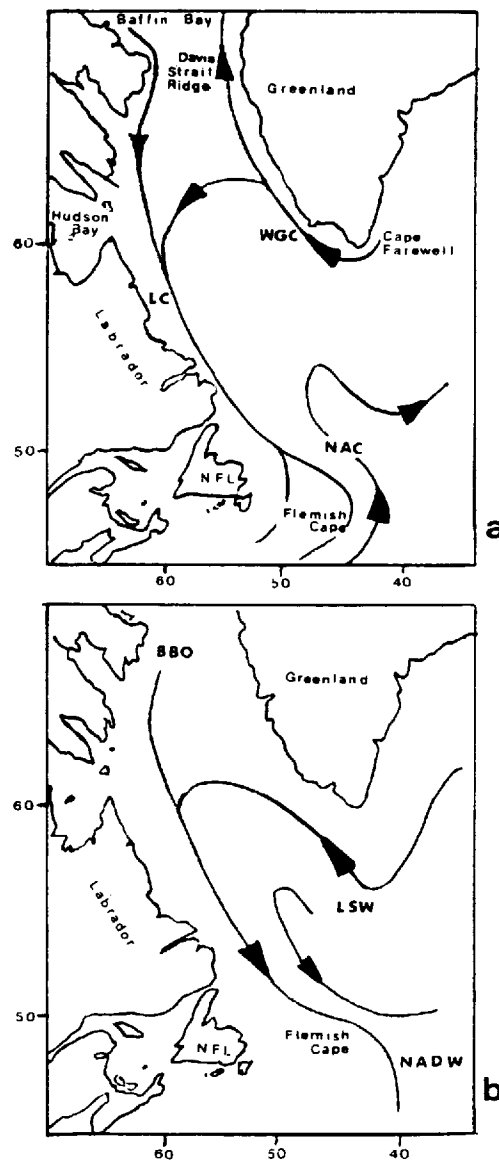 Baffin Bay
Davis
Strait
Ridge
Greenland
Hudson
Bay
60
WGC
Cape
Farewell
LC
Labrador
50
NAC
NFL
Flemish
Cape
60
50
40
a
BBO
Greenland
60
Labrador
LSW
50
Flemish
Cape
NFL
NADW
60
50
40
b